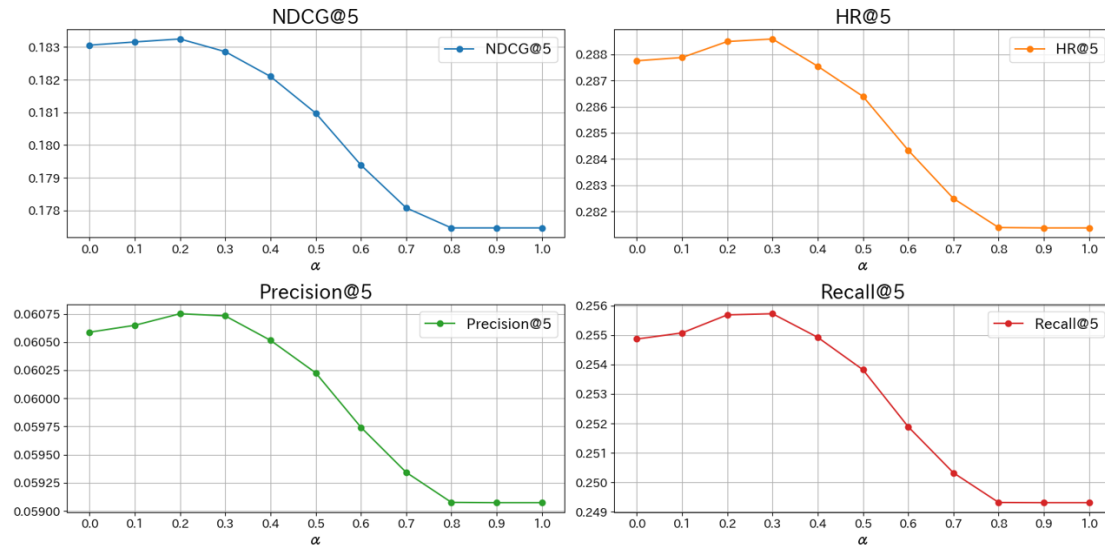 NDCG@5
NDCG@5
0.183
0.182
0.181
0.180
0.179
0.178
0.0 0.1 0.2 0.3 0.4 0.5 0.6 0.7 0.8 0.9 1.0
α
HR@5
HR@5
0.288
0.287
0.286
0.285
0.284
0.283
0.282
0.0 0.1 0.2 0.3 0.4 0.5 0.6 0.7 0.8 0.9 1.0
α
Precision@5
Precision@5
0.06075
0.06050
0.06025
0.06000
0.05975
0.05950
0.05925
0.05900
0.0 0.1 0.2 0.3 0.4 0.5 0.6 0.7 0.8 0.9 1.0
α
Recall@5
Recall@5
0.256
0.255
0.254
0.253
0.252
0.251
0.250
0.249
0.0 0.1 0.2 0.3 0.4 0.5 0.6 0.7 0.8 0.9 1.0
α